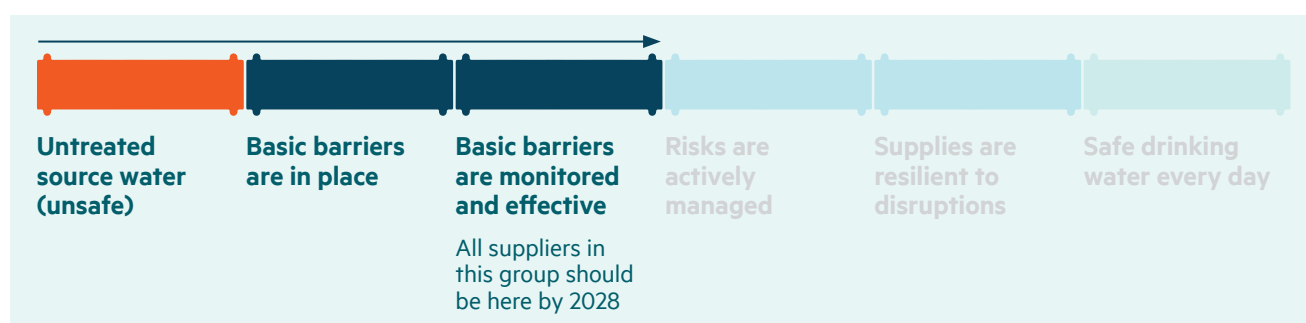 Untreated
source water
(unsafe)
Basic barriers
are in place
Basic barriers
are monitored
and effective
All suppliers in
this group should
be here by 2028
Risks are
actively
managed
Supplies are
resilient to
disruptions
Safe drinking
water every day